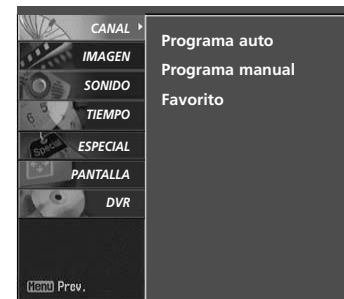 CANAL
IMAGEN
SONIDO
TIEMPO
ESPECIAL
PANTALLA
DVR
Menu Prev.
Programa auto
Programa manual
Favorito